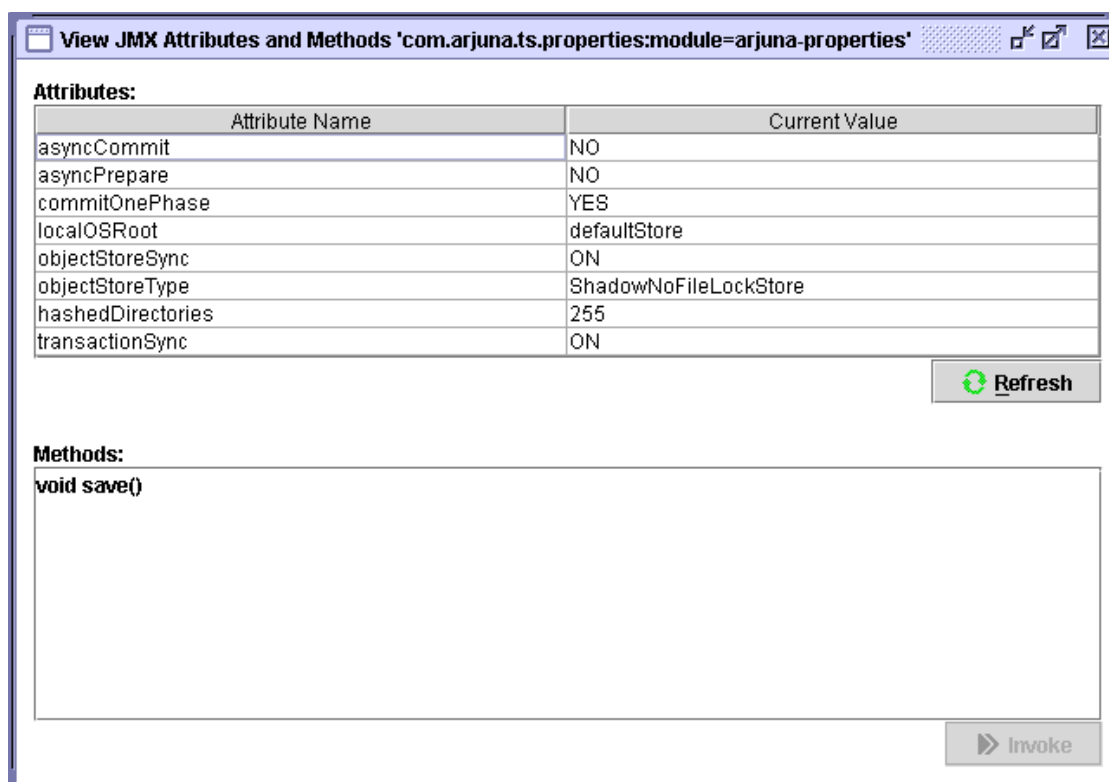 View JMX Attributes and Methods 'com.arjuna.ts.properties:module=arjuna-properties'
Attributes:
Attribute Name Current Value
asyncCommit NO
asyncPrepare NO
commitOnePhase YES
localOSRoot defaultStore
objectStoreSync ON
objectStoreType ShadowNoFileLockStore
hashedDirectories 255
transactionSync ON
Refresh
Methods:
void save()
Invoke